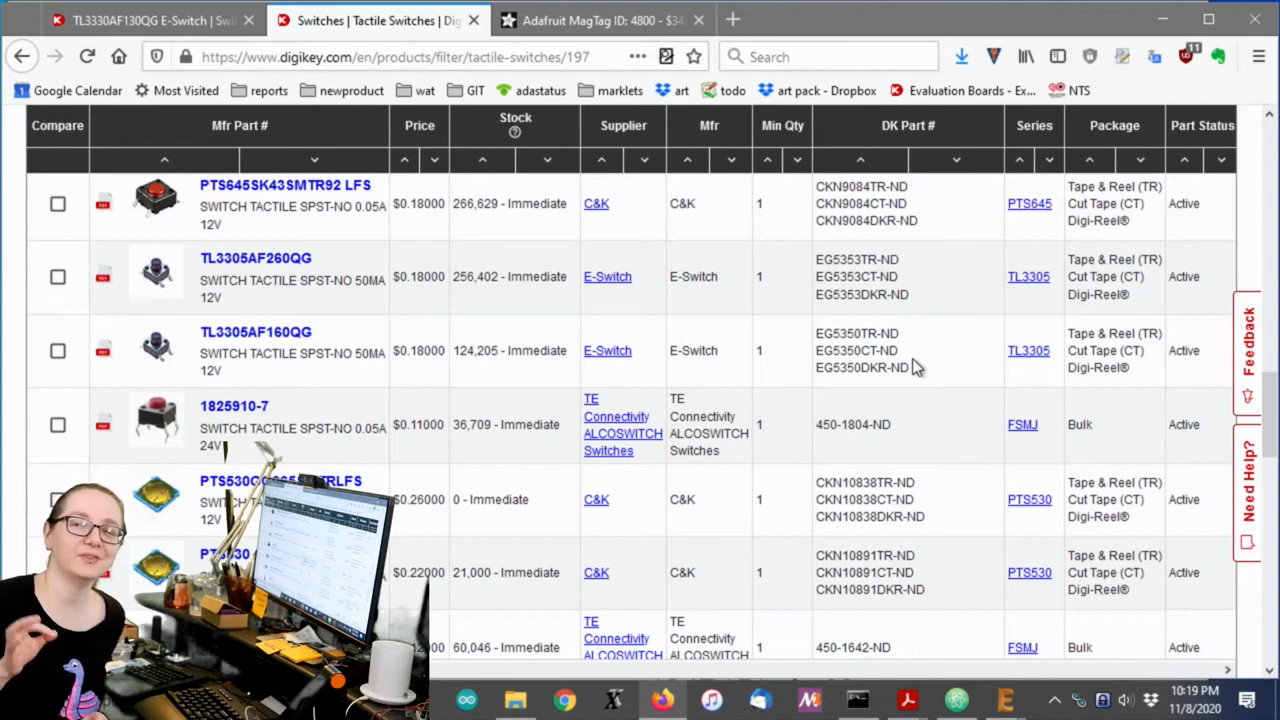 TL3330AF130QG E-Switch | Swi
Switches | Tactile Switches | Dig
Adafruit MagTag ID: 4800 - $34.
https://www.digikey.com/en/products/filter/tactile-switches/197
Search
11
Google Calendar
Most Visited
reports
newproduct
wat
GIT
adastatus
marklets
art
todo
art pack - Dropbox
Evaluation Boards - Ex...
NTS
Compare
Mfr Part #
Price
Stock
Supplier
Mfr
Min Qty
DK Part #
Series
Package
Part Status
PTS645SK43SMTR92 LFS
SWITCH TACTILE SPST-NO 0.05A
12V
$0.18000
266,629 - Immediate
C&K
C&K
1
CKN9084TR-ND
CKN9084CT-ND
CKN9084DKR-ND
PTS645
Tape & Reel (TR)
Cut Tape (CT)
Digi-Reel®
Active
TL3305AF260QG
SWITCH TACTILE SPST-NO 50MA
12V
$0.18000
256,402 - Immediate
E-Switch
E-Switch
1
EG5353TR-ND
EG5353CT-ND
EG5353DKR-ND
TL3305
Tape & Reel (TR)
Cut Tape (CT)
Digi-Reel®
Active
TL3305AF160QG
SWITCH TACTILE SPST-NO 50MA
12V
$0.18000
124,205 - Immediate
E-Switch
E-Switch
1
EG5350TR-ND
EG5350CT-ND
EG5350DKR-ND
TL3305
Tape & Reel (TR)
Cut Tape (CT)
Digi-Reel®
Active
1825910-7
SWITCH TACTILE SPST-NO 0.05A
24V
$0.11000
36,709 - Immediate
TE
Connectivity
ALCOSWITCH
Switches
TE
Connectivity
ALCOSWITCH
Switches
1
450-1804-ND
FSMJ
Bulk
Active
12V
$0.26000
0 - Immediate
C&K
C&K
1
CKN10838TR-ND
CKN10838CT-ND
CKN10838DKR-ND
PTS530
Tape & Reel (TR)
Cut Tape (CT)
Digi-Reel®
Active
21,000 - Immediate
C&K
C&K
1
CKN10891TR-ND
CKN10891CT-ND
CKN10891DKR-ND
PTS530
Tape & Reel (TR)
Cut Tape (CT)
Digi-Reel®
Active
60,046 - Immediate
TE
Connectivity
ALCOSWITCH
TE
Connectivity
ALCOSWITCH
1
450-1642-ND
FSMJ
Bulk
Active
Feedback
Need Help?
10:19 PM
11/8/2020